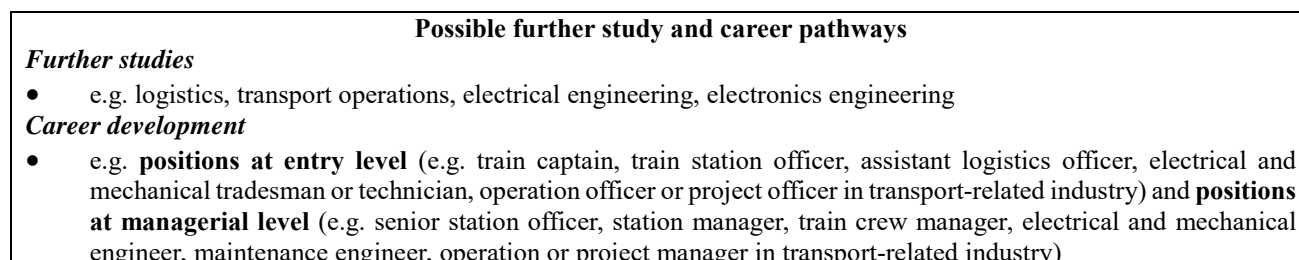 Possible further study and career pathways
Further studies
● e.g. logistics, transport operations, electrical engineering, electronics engineering
Career development
● e.g. positions at entry level (e.g. train captain, train station officer, assistant logistics officer, electrical and
mechanical tradesman or technician, operation officer or project officer in transport-related industry) and positions
at managerial level (e.g. senior station officer, station manager, train crew manager, electrical and mechanical
engineer, maintenance engineer, operation or project manager in transport-related industry)